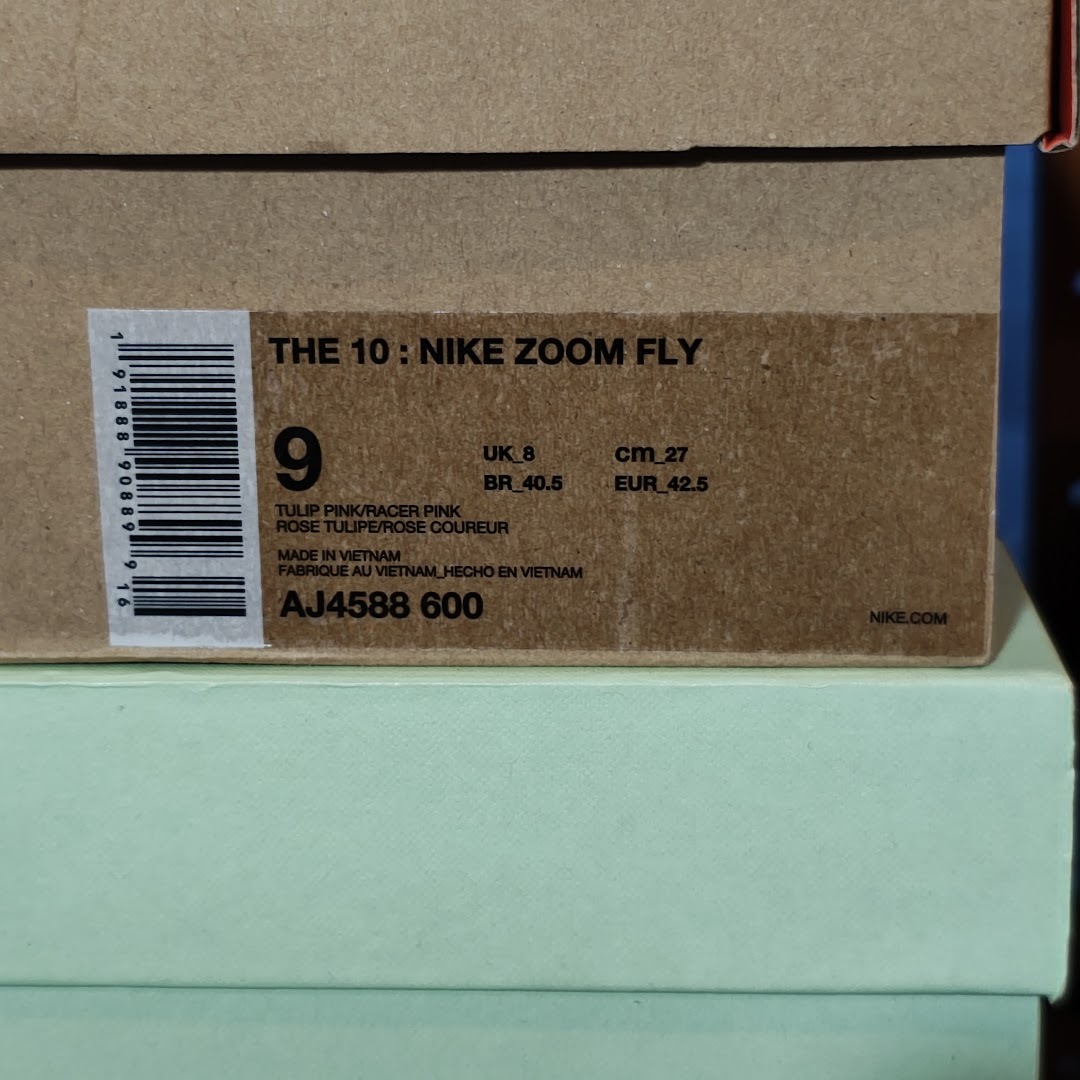 THE 10 : NIKE ZOOM FLY
9
UK_8 cm_27
BR_40.5 EUR_42.5
TULIP PINK/RACER PINK
ROSE TULIPE/ROSE COUREUR
MADE IN VIETNAM
FABRIQUE AU VIETNAM_HECHO EN VIETNAM
AJ4588 600
NIKE.COM
1 91888 90889 9 16